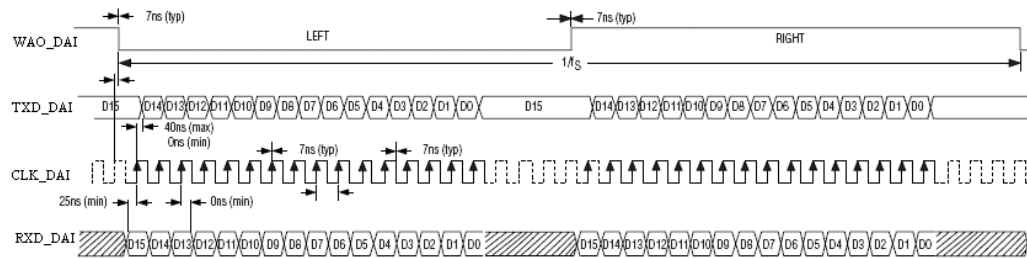 7ns (typ) 7ns (typ)
WAO_DAI LEFT RIGHT
1/fS
TXD_DAI D15 D14 D13 D12 D11 D10 D9 D8 D7 D6 D5 D4 D3 D2 D1 D0 D15 D14 D13 D12 D11 D10 D9 D8 D7 D6 D5 D4 D3 D2 D1 D0
40ns (max)
0ns (min) 7ns (typ) 7ns (typ)
CLK_DAI
25ns (min) 0ns (min)
RXD_DAI D15 D14 D13 D12 D11 D10 D9 D8 D7 D6 D5 D4 D3 D2 D1 D0 D15 D14 D13 D12 D11 D10 D9 D8 D7 D6 D5 D4 D3 D2 D1 D0